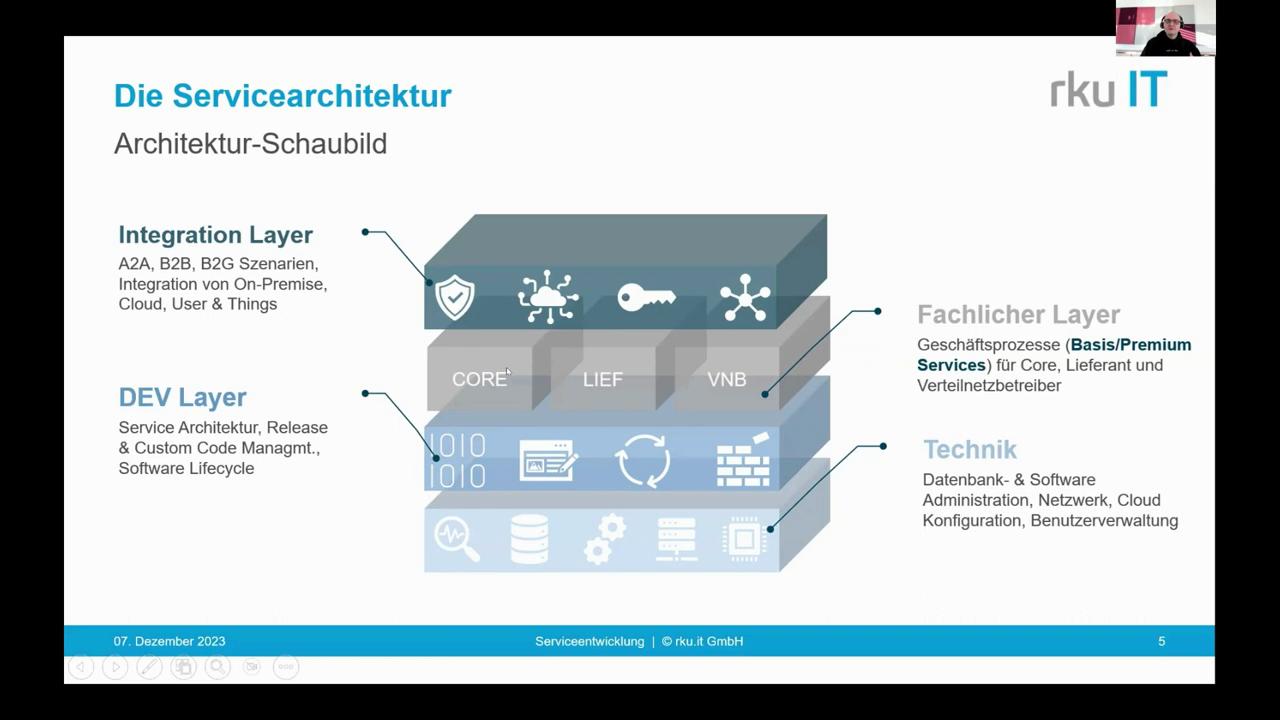 Die Servicearchitektur
Architektur-Schaubild
rku IT
Integration Layer
A2A, B2B, B2G Szenarien,
Integration von On-Premise,
Cloud, User & Things
DEV Layer
Service Architektur, Release
& Custom Code Managmt.,
Software Lifecycle
CORE
LIEF
VNB
0101
0101
Fachlicher Layer
Geschäftsprozesse (Basis/Premium
Services) für Core, Lieferant und
Verteilnetzbetreiber
Technik
Datenbank- & Software
Administration, Netzwerk, Cloud
Konfiguration, Benutzerverwaltung
07. Dezember 2023
Serviceentwicklung | © rku.it GmbH
5